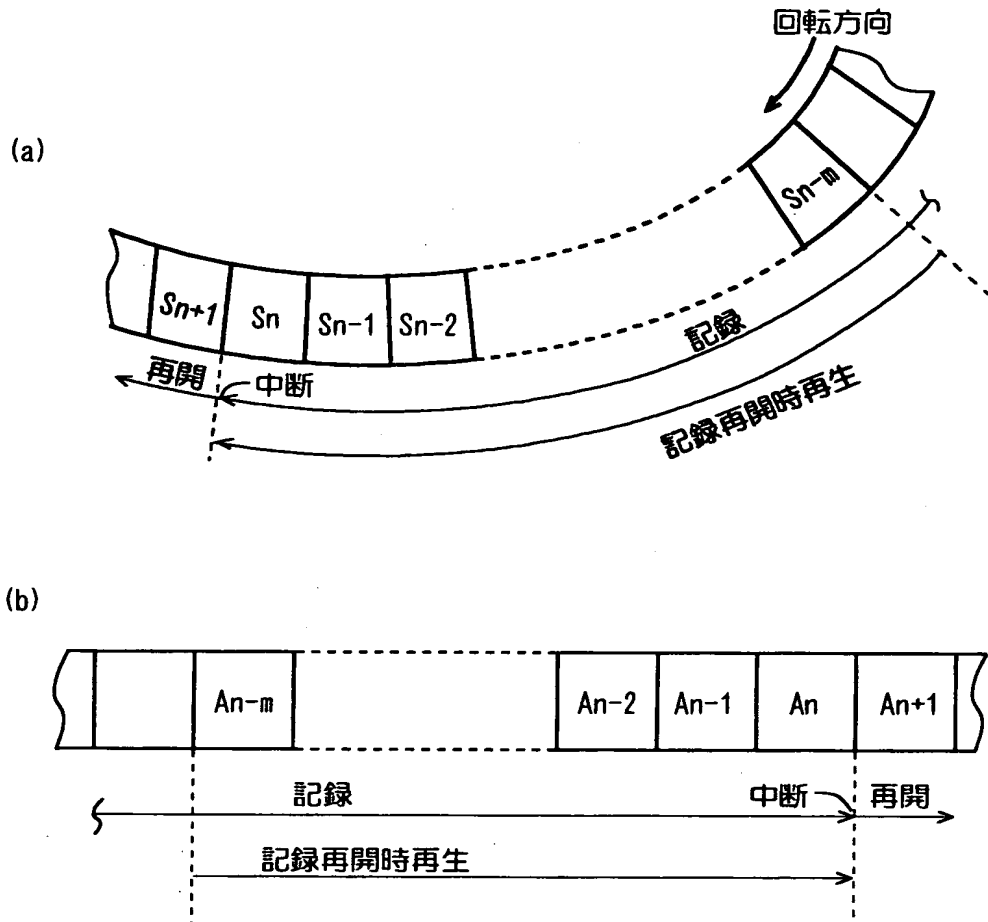 回転方向
(a)
Sn-m
Sn+1 Sn Sn-1 Sn-2
再開 中断 記録
記録再開時再生
(b)
An-m An-2 An-1 An An+1
記録 中断 再開
記録再開時再生